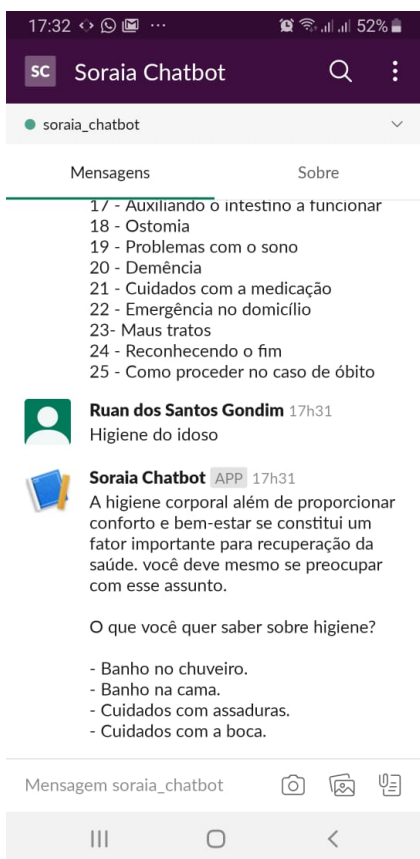 17:32
52%
SC Soraia Chatbot
soraia_chatbot
Mensagens Sobre
17 - Auxiliando o intestino a funcionar
18 - Ostomia
19 - Problemas com o sono
20 - Demência
21 - Cuidados com a medicação
22 - Emergência no domicílio
23- Maus tratos
24 - Reconhecendo o fim
25 - Como proceder no caso de óbito
Ruan dos Santos Gondim 17h31
Higiene do idoso
Soraia Chatbot APP 17h31
A higiene corporal além de proporcionar
conforto e bem-estar se constitui um
fator importante para recuperação da
saúde. você deve mesmo se preocupar
com esse assunto.
O que você quer saber sobre higiene?
- Banho no chuveiro.
- Banho na cama.
- Cuidados com assaduras.
- Cuidados com a boca.
Mensagem soraia_chatbot